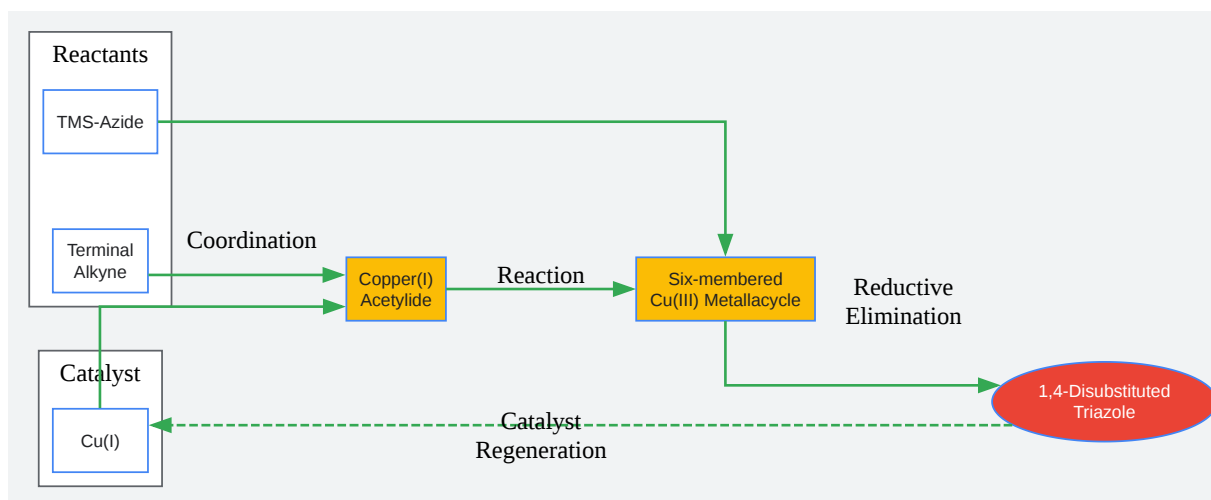 Reactants
TMS-Azide
Terminal
Alkyne
Coordination
Copper(I)
Acetylide
Reaction
Six-membered
Cu(III) Metallacycle
Reductive
Elimination
Catalyst
Cu(I)
Catalyst
Regeneration
1,4-Disubstituted
Triazole